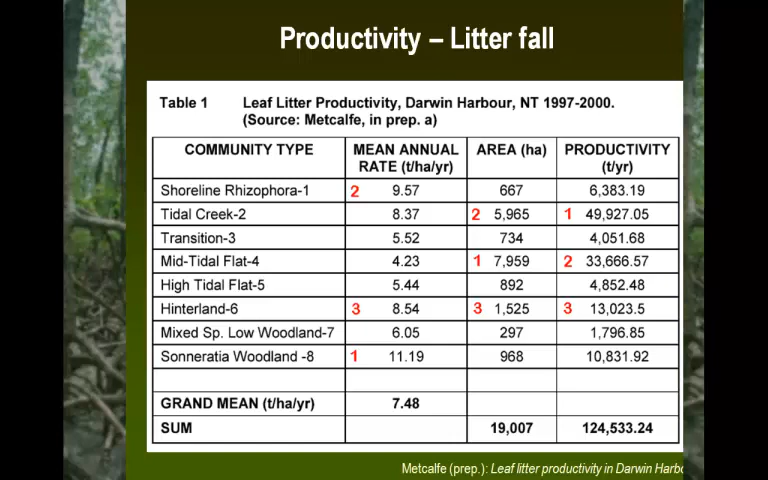 Productivity – Litter fall
Table 1 Leaf Litter Productivity, Darwin Harbour, NT 1997-2000.
(Source: Metcalfe, in prep. a)
COMMUNITY TYPE MEAN ANNUAL RATE (t/ha/yr) AREA (ha) PRODUCTIVITY (t/yr)
Shoreline Rhizophora-1 2 9.57 667 6,383.19
Tidal Creek-2 8.37 2 5,965 1 49,927.05
Transition-3 5.52 734 4,051.68
Mid-Tidal Flat-4 4.23 1 7,959 2 33,666.57
High Tidal Flat-5 5.44 892 4,852.48
Hinterland-6 3 8.54 3 1,525 3 13,023.5
Mixed Sp. Low Woodland-7 6.05 297 1,796.85
Sonneratia Woodland -8 1 11.19 968 10,831.92
GRAND MEAN (t/ha/yr) 7.48
SUM 19,007 124,533.24
Metcalfe (prep.): Leaf litter productivity in Darwin Harbo